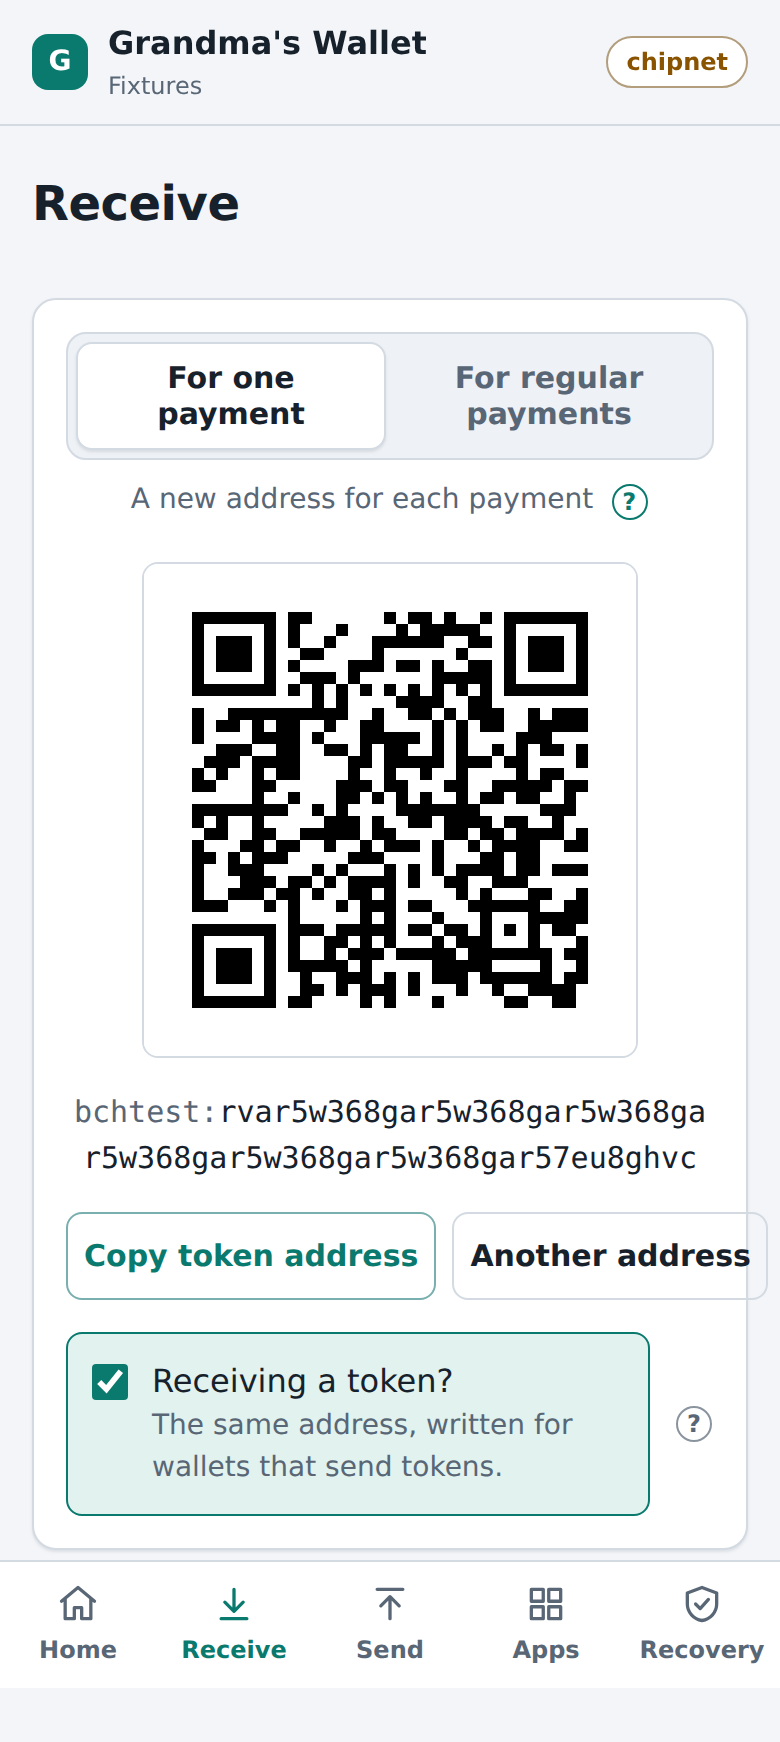 G
Grandma's Wallet
Fixtures
chipnet
Receive
For one
payment
For regular
payments
A new address for each payment ?
bchtest:rvar5w368gar5w368gar5w368ga
r5w368gar5w368gar5w368gar57eu8ghvc
Copy token address
Another address
Receiving a token?
The same address, written for
wallets that send tokens.
?
Home
Receive
Send
Apps
Recovery